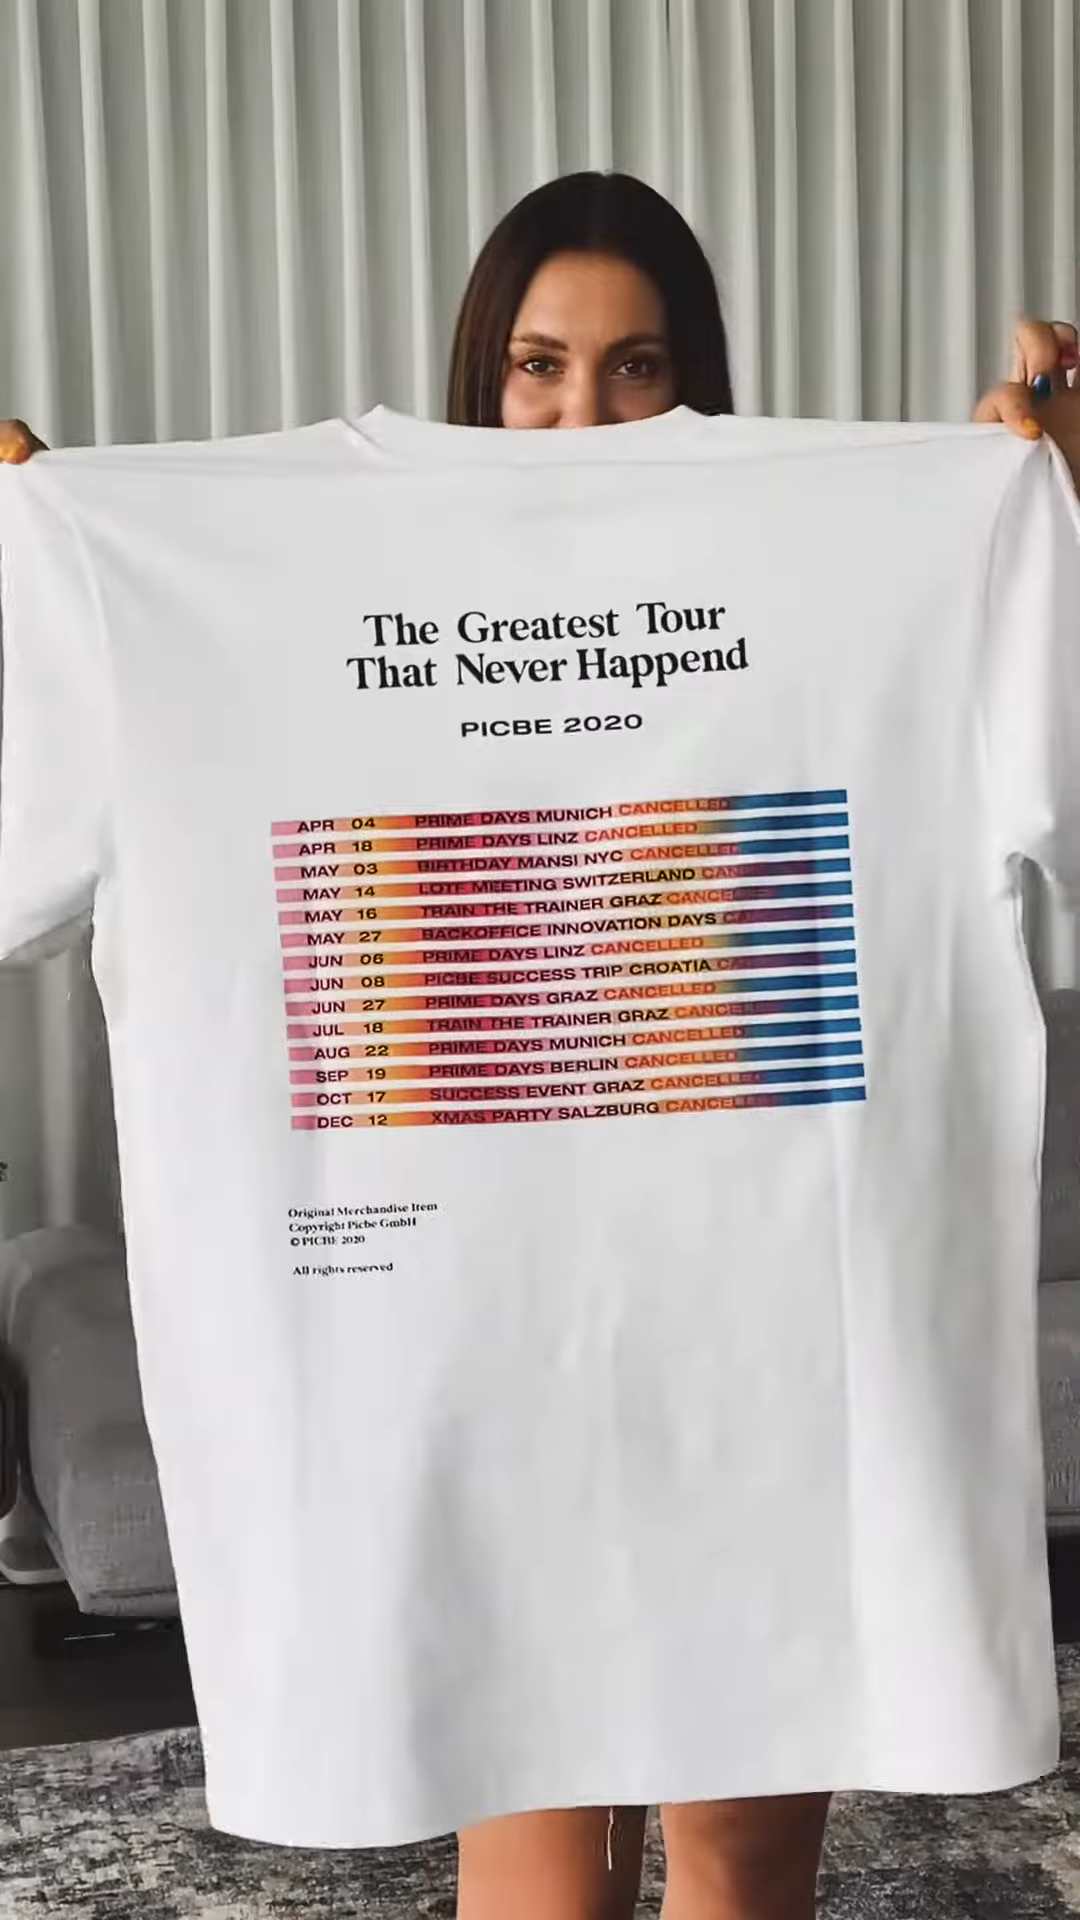 The Greatest Tour
That Never Happend
PICBE 2020
APR 04 PRIME DAYS MUNICH CANCELLED
APR 18 PRIME DAYS LINZ CANCELLED
MAY 03 BIRTHDAY MANSI NYC CANCELLED
MAY 14 LOTF MEETING SWITZERLAND
MAY 16 TRAIN THE TRAINER GRAZ CANCELLED
MAY 27 BACKOFFICE INNOVATION DAYS
JUN 06 PRIME DAYS LINZ CANCELLED
JUN 08 PICBE SUCCESS TRIP CROATIA
JUN 27 PRIME DAYS GRAZ CANCELLED
JUL 18 TRAIN THE TRAINER GRAZ CANCELLED
AUG 22 PRIME DAYS MUNICH CANCELLED
SEP 19 PRIME DAYS BERLIN CANCELLED
OCT 17 SUCCESS EVENT GRAZ CANCELLED
DEC 12 XMAS PARTY SALZBURG CANCELLED
Original Merchandise Item
Copyright Picbe GmbH
© PICBE 2020
All rights reserved